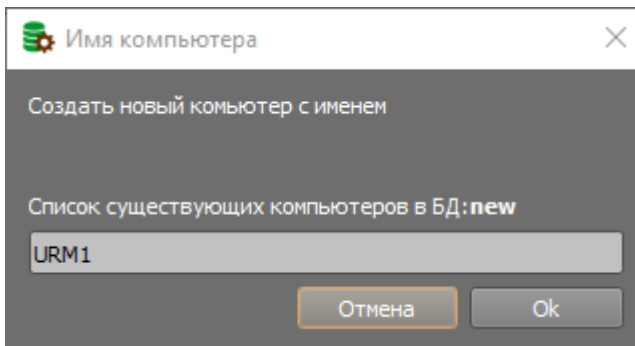 Имя компьютера
Создать новый комьютер с именем
Список существующих компьютеров в БД:new
URM1
Отмена
Ok